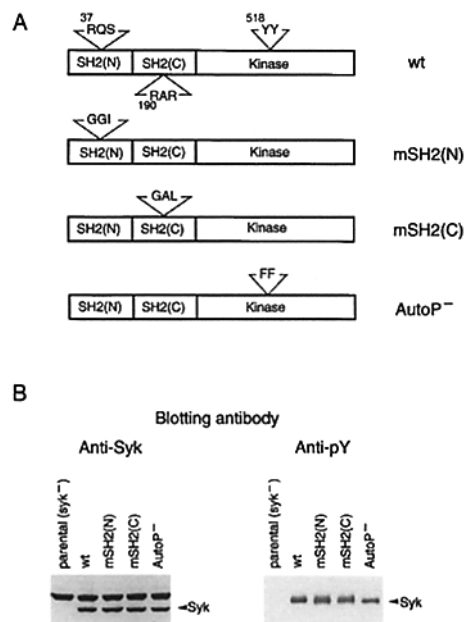 A
37
RQS
518
YY
SH2(N) SH2(C) Kinase wt
RAR
190
GGI
SH2(N) SH2(C) Kinase mSH2(N)
GAL
SH2(N) SH2(C) Kinase mSH2(C)
FF
SH2(N) SH2(C) Kinase AutoP⁻
B
Blotting antibody
Anti-Syk Anti-pY
parental (syk⁻) wt mSH2(N) mSH2(C) AutoP⁻ parental (syk⁻) wt mSH2(N) mSH2(C) AutoP⁻
Syk Syk